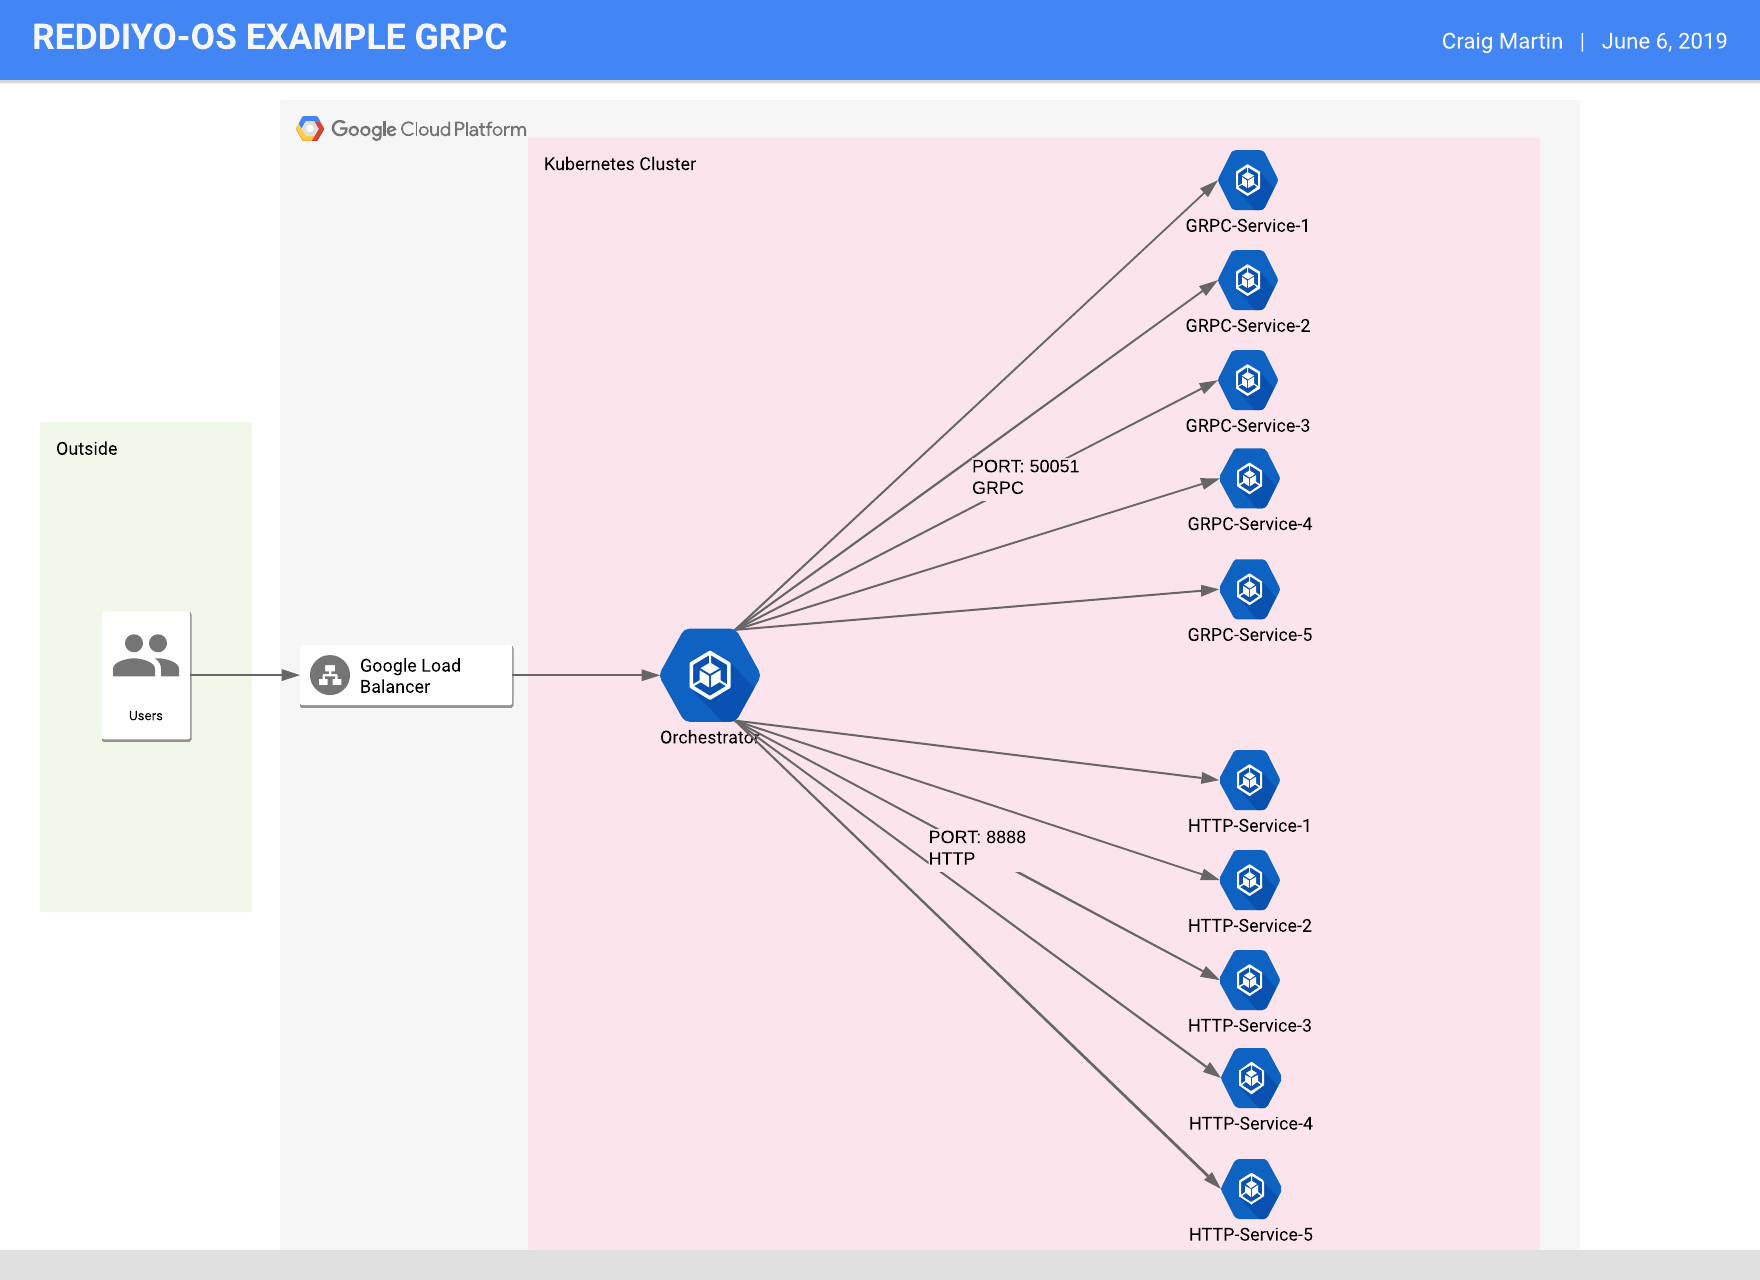 REDDIYO-OS EXAMPLE GRPC
Craig Martin | June 6, 2019
Google Cloud Platform
Kubernetes Cluster
GRPC-Service-1
GRPC-Service-2
GRPC-Service-3
Outside
PORT: 50051
GRPC
GRPC-Service-4
GRPC-Service-5
Users
Google Load
Balancer
Orchestrator
HTTP-Service-1
PORT: 8888
HTTP
HTTP-Service-2
HTTP-Service-3
HTTP-Service-4
HTTP-Service-5